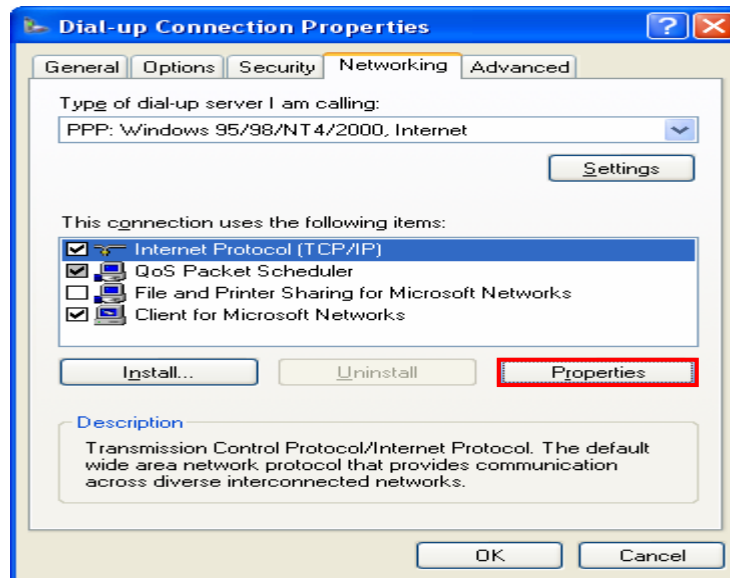 Dial-up Connection Properties
General Options Security Networking Advanced
Type of dial-up server I am calling:
PPP: Windows 95/98/NT4/2000, Internet
Settings
This connection uses the following items:
Internet Protocol (TCP/IP)
QoS Packet Scheduler
File and Printer Sharing for Microsoft Networks
Client for Microsoft Networks
Install... Uninstall Properties
Description
Transmission Control Protocol/Internet Protocol. The default
wide area network protocol that provides communication
across diverse interconnected networks.
OK Cancel